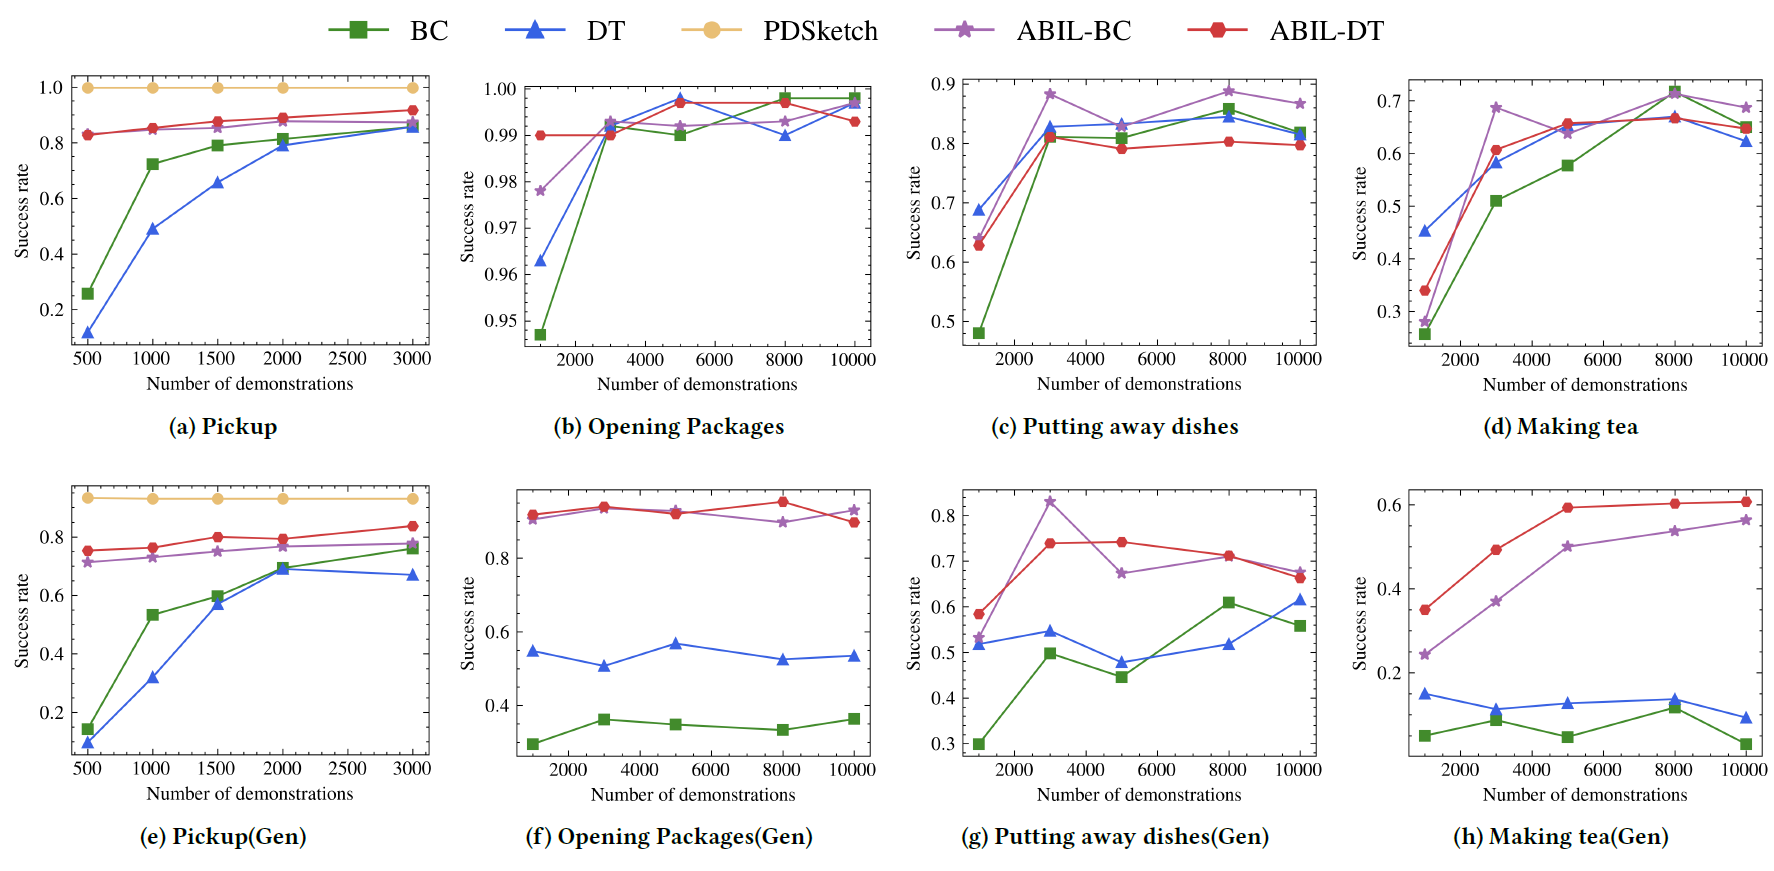 BC DT PDSketch ABIL-BC ABIL-DT
Success rate
1.0
0.8
0.6
0.4
0.2
500 1000 1500 2000 2500 3000
Number of demonstrations
(a) Pickup
Success rate
1.00
0.99
0.98
0.97
0.96
0.95
2000 4000 6000 8000 10000
Number of demonstrations
(b) Opening Packages
Success rate
0.9
0.8
0.7
0.6
0.5
2000 4000 6000 8000 10000
Number of demonstrations
(c) Putting away dishes
Success rate
0.7
0.6
0.5
0.4
0.3
2000 4000 6000 8000 10000
Number of demonstrations
(d) Making tea
Success rate
0.8
0.6
0.4
0.2
500 1000 1500 2000 2500 3000
Number of demonstrations
(e) Pickup(Gen)
Success rate
0.8
0.6
0.4
2000 4000 6000 8000 10000
Number of demonstrations
(f) Opening Packages(Gen)
Success rate
0.8
0.7
0.6
0.5
0.4
0.3
2000 4000 6000 8000 10000
Number of demonstrations
(g) Putting away dishes(Gen)
Success rate
0.6
0.4
0.2
2000 4000 6000 8000 10000
Number of demonstrations
(h) Making tea(Gen)